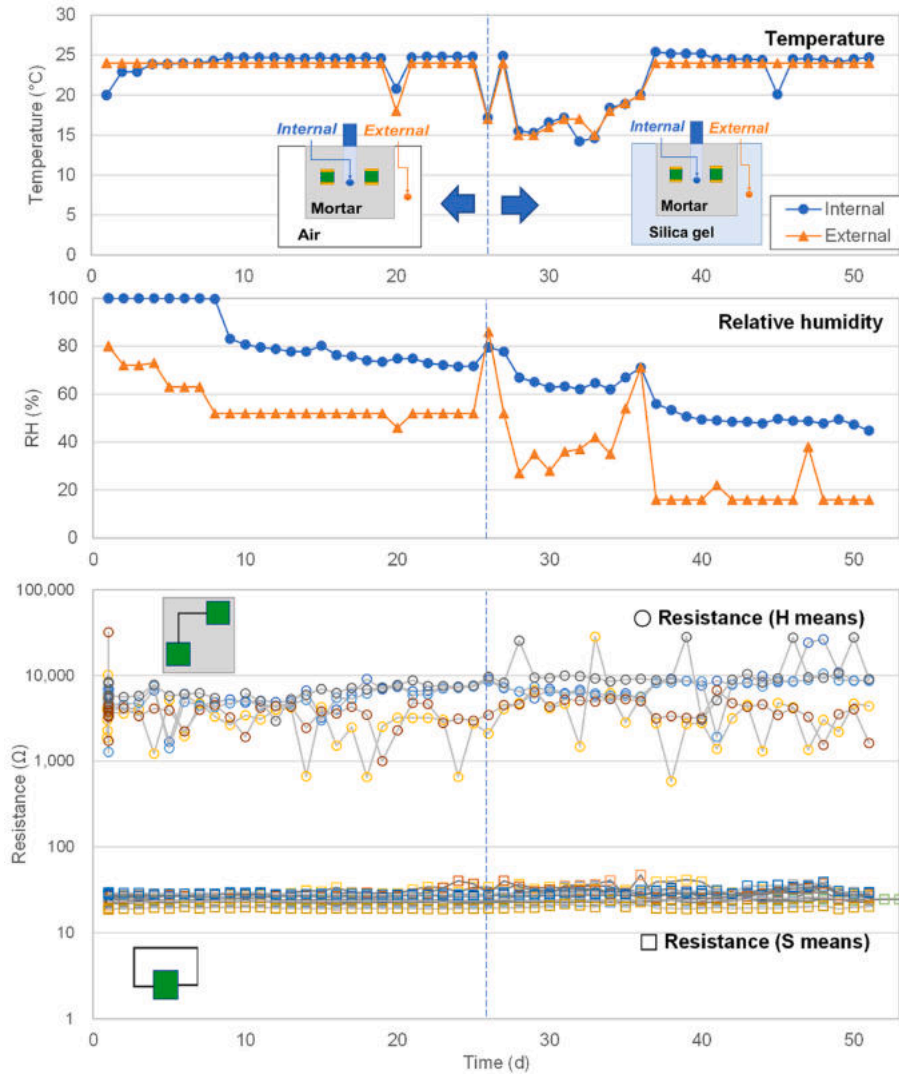 Temperature
30
25
20
15
10
5
0
Temperature (°C)
Internal External
Mortar
Air
Internal External
Mortar
Silica gel
Internal
External
0 10 20 30 40 50
Relative humidity
100
80
60
40
20
0
RH (%)
0 10 20 30 40 50
100,000
10,000
1,000
100
10
1
Resistance (Ω)
Resistance (H means)
Resistance (S means)
0 10 20 30 40 50
Time (d)